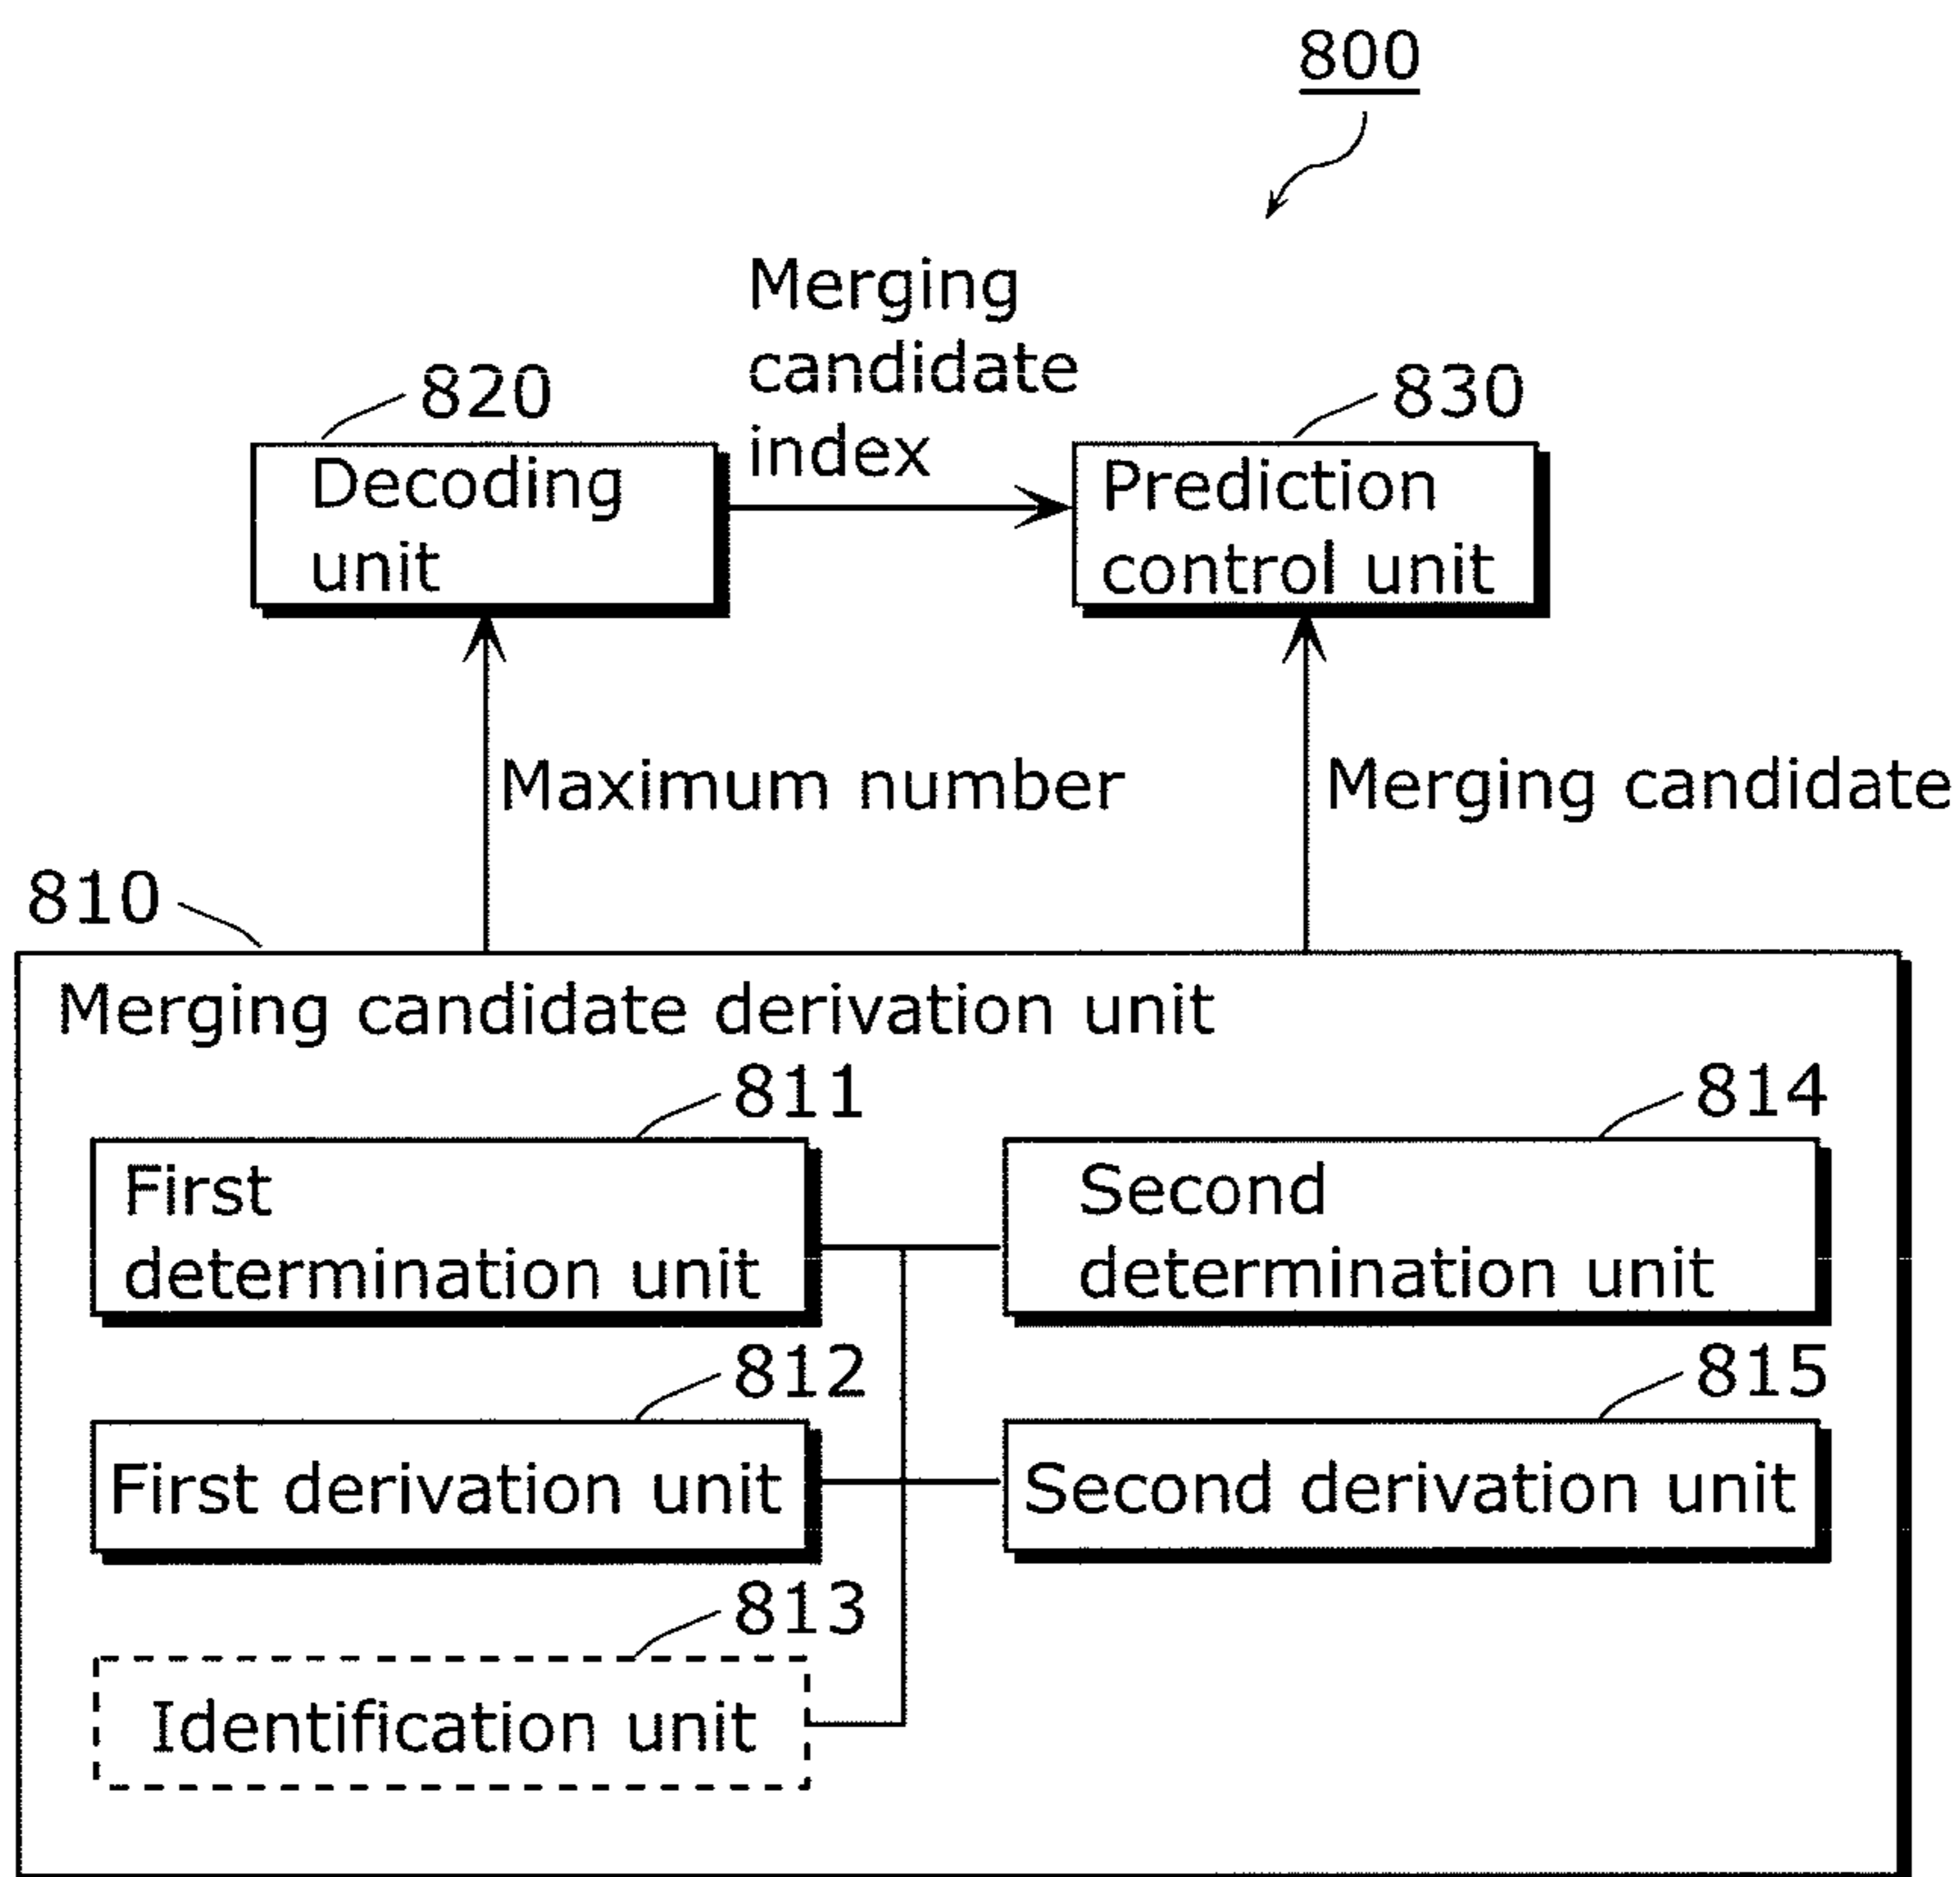 800
Merging
candidate
index
820
830
Decoding
unit
Prediction
control unit
Maximum number
Merging candidate
810
Merging candidate derivation unit
811
814
First
determination unit
Second
determination unit
812
815
First derivation unit
Second derivation unit
813
Identification unit